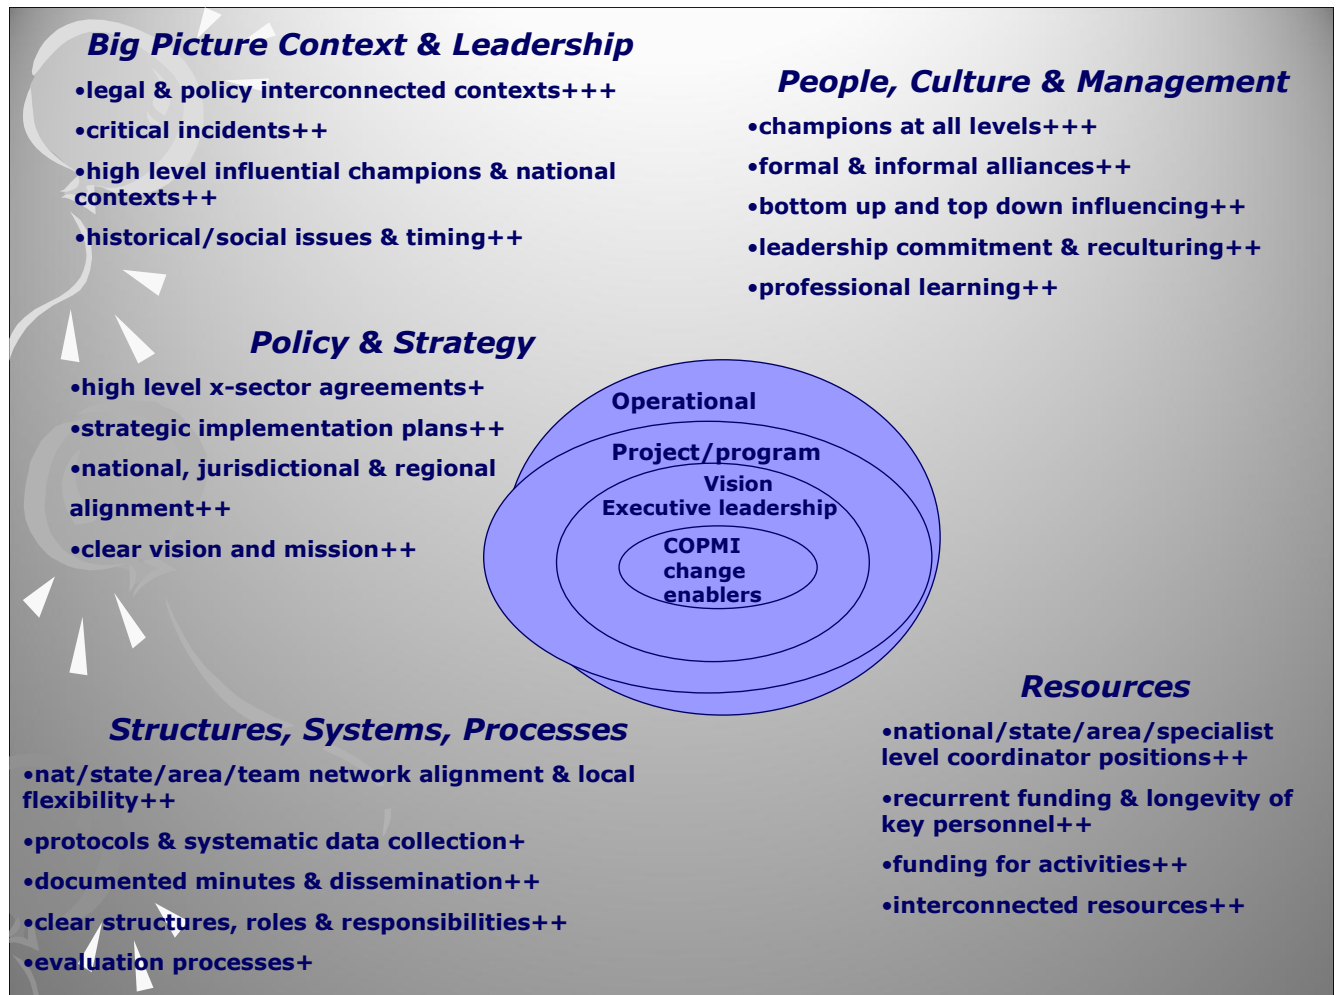 Big Picture Context & Leadership
•legal & policy interconnected contexts+++
•critical incidents++
•high level influential champions & national
contexts++
•historical/social issues & timing++
People, Culture & Management
•champions at all levels+++
•formal & informal alliances++
•bottom up and top down influencing++
•leadership commitment & reculturing++
•professional learning++
Policy & Strategy
•high level x-sector agreements+
•strategic implementation plans++
•national, jurisdictional & regional
alignment++
•clear vision and mission++
Operational
Project/program
Vision
Executive leadership
COPMI
change
enablers
Structures, Systems, Processes
•nat/state/area/team network alignment & local
flexibility++
•protocols & systematic data collection+
•documented minutes & dissemination++
•clear structures, roles & responsibilities++
•evaluation processes+
Resources
•national/state/area/specialist
level coordinator positions++
•recurrent funding & longevity of
key personnel++
•funding for activities++
•interconnected resources++